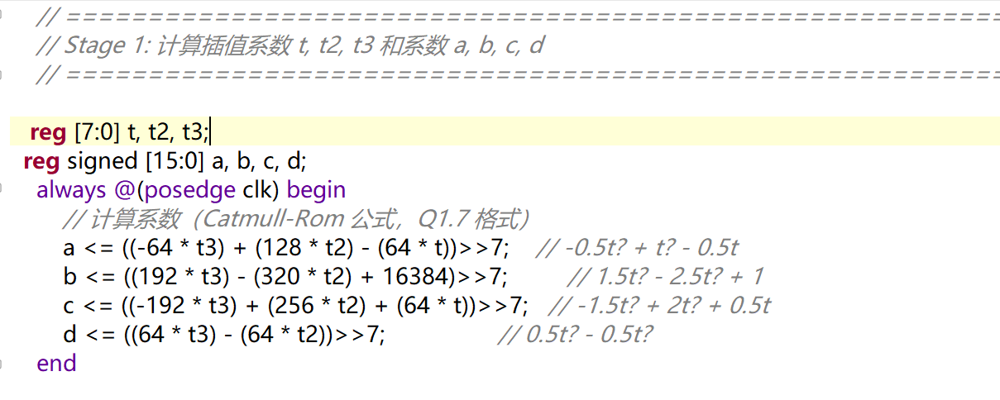 // ============================================================
// Stage 1: 计算插值系数 t, t2, t3 和系数 a, b, c, d
// ============================================================
reg [7:0] t, t2, t3;
reg signed [15:0] a, b, c, d;
always @(posedge clk) begin
// 计算系数（Catmull-Rom 公式，Q1.7 格式）
a <= ((-64 * t3) + (128 * t2) - (64 * t))>>7; // -0.5t? + t? - 0.5t
b <= ((192 * t3) - (320 * t2) + 16384)>>7; // 1.5t? - 2.5t? + 1
c <= ((-192 * t3) + (256 * t2) + (64 * t))>>7; // -1.5t? + 2t? + 0.5t
d <= ((64 * t3) - (64 * t2))>>7; // 0.5t? - 0.5t?
end